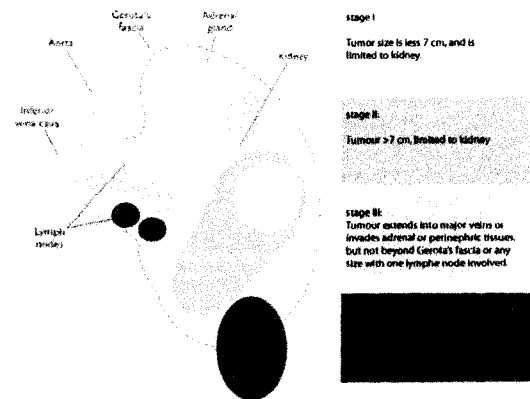 Gerota's
fascia
Adrenal
gland
Aorta
Kidney
Inferior
vena cava
Lymph
nodes
stage I
Tumor size is less 7 cm, and is
limited to kidney.
stage II:
Tumour >7 cm, limited to kidney
stage III:
Tumour extends into major veins or
invades adrenal or perinephric tissues,
but not beyond Gerota's fascia or any
size with one lymphe node involved